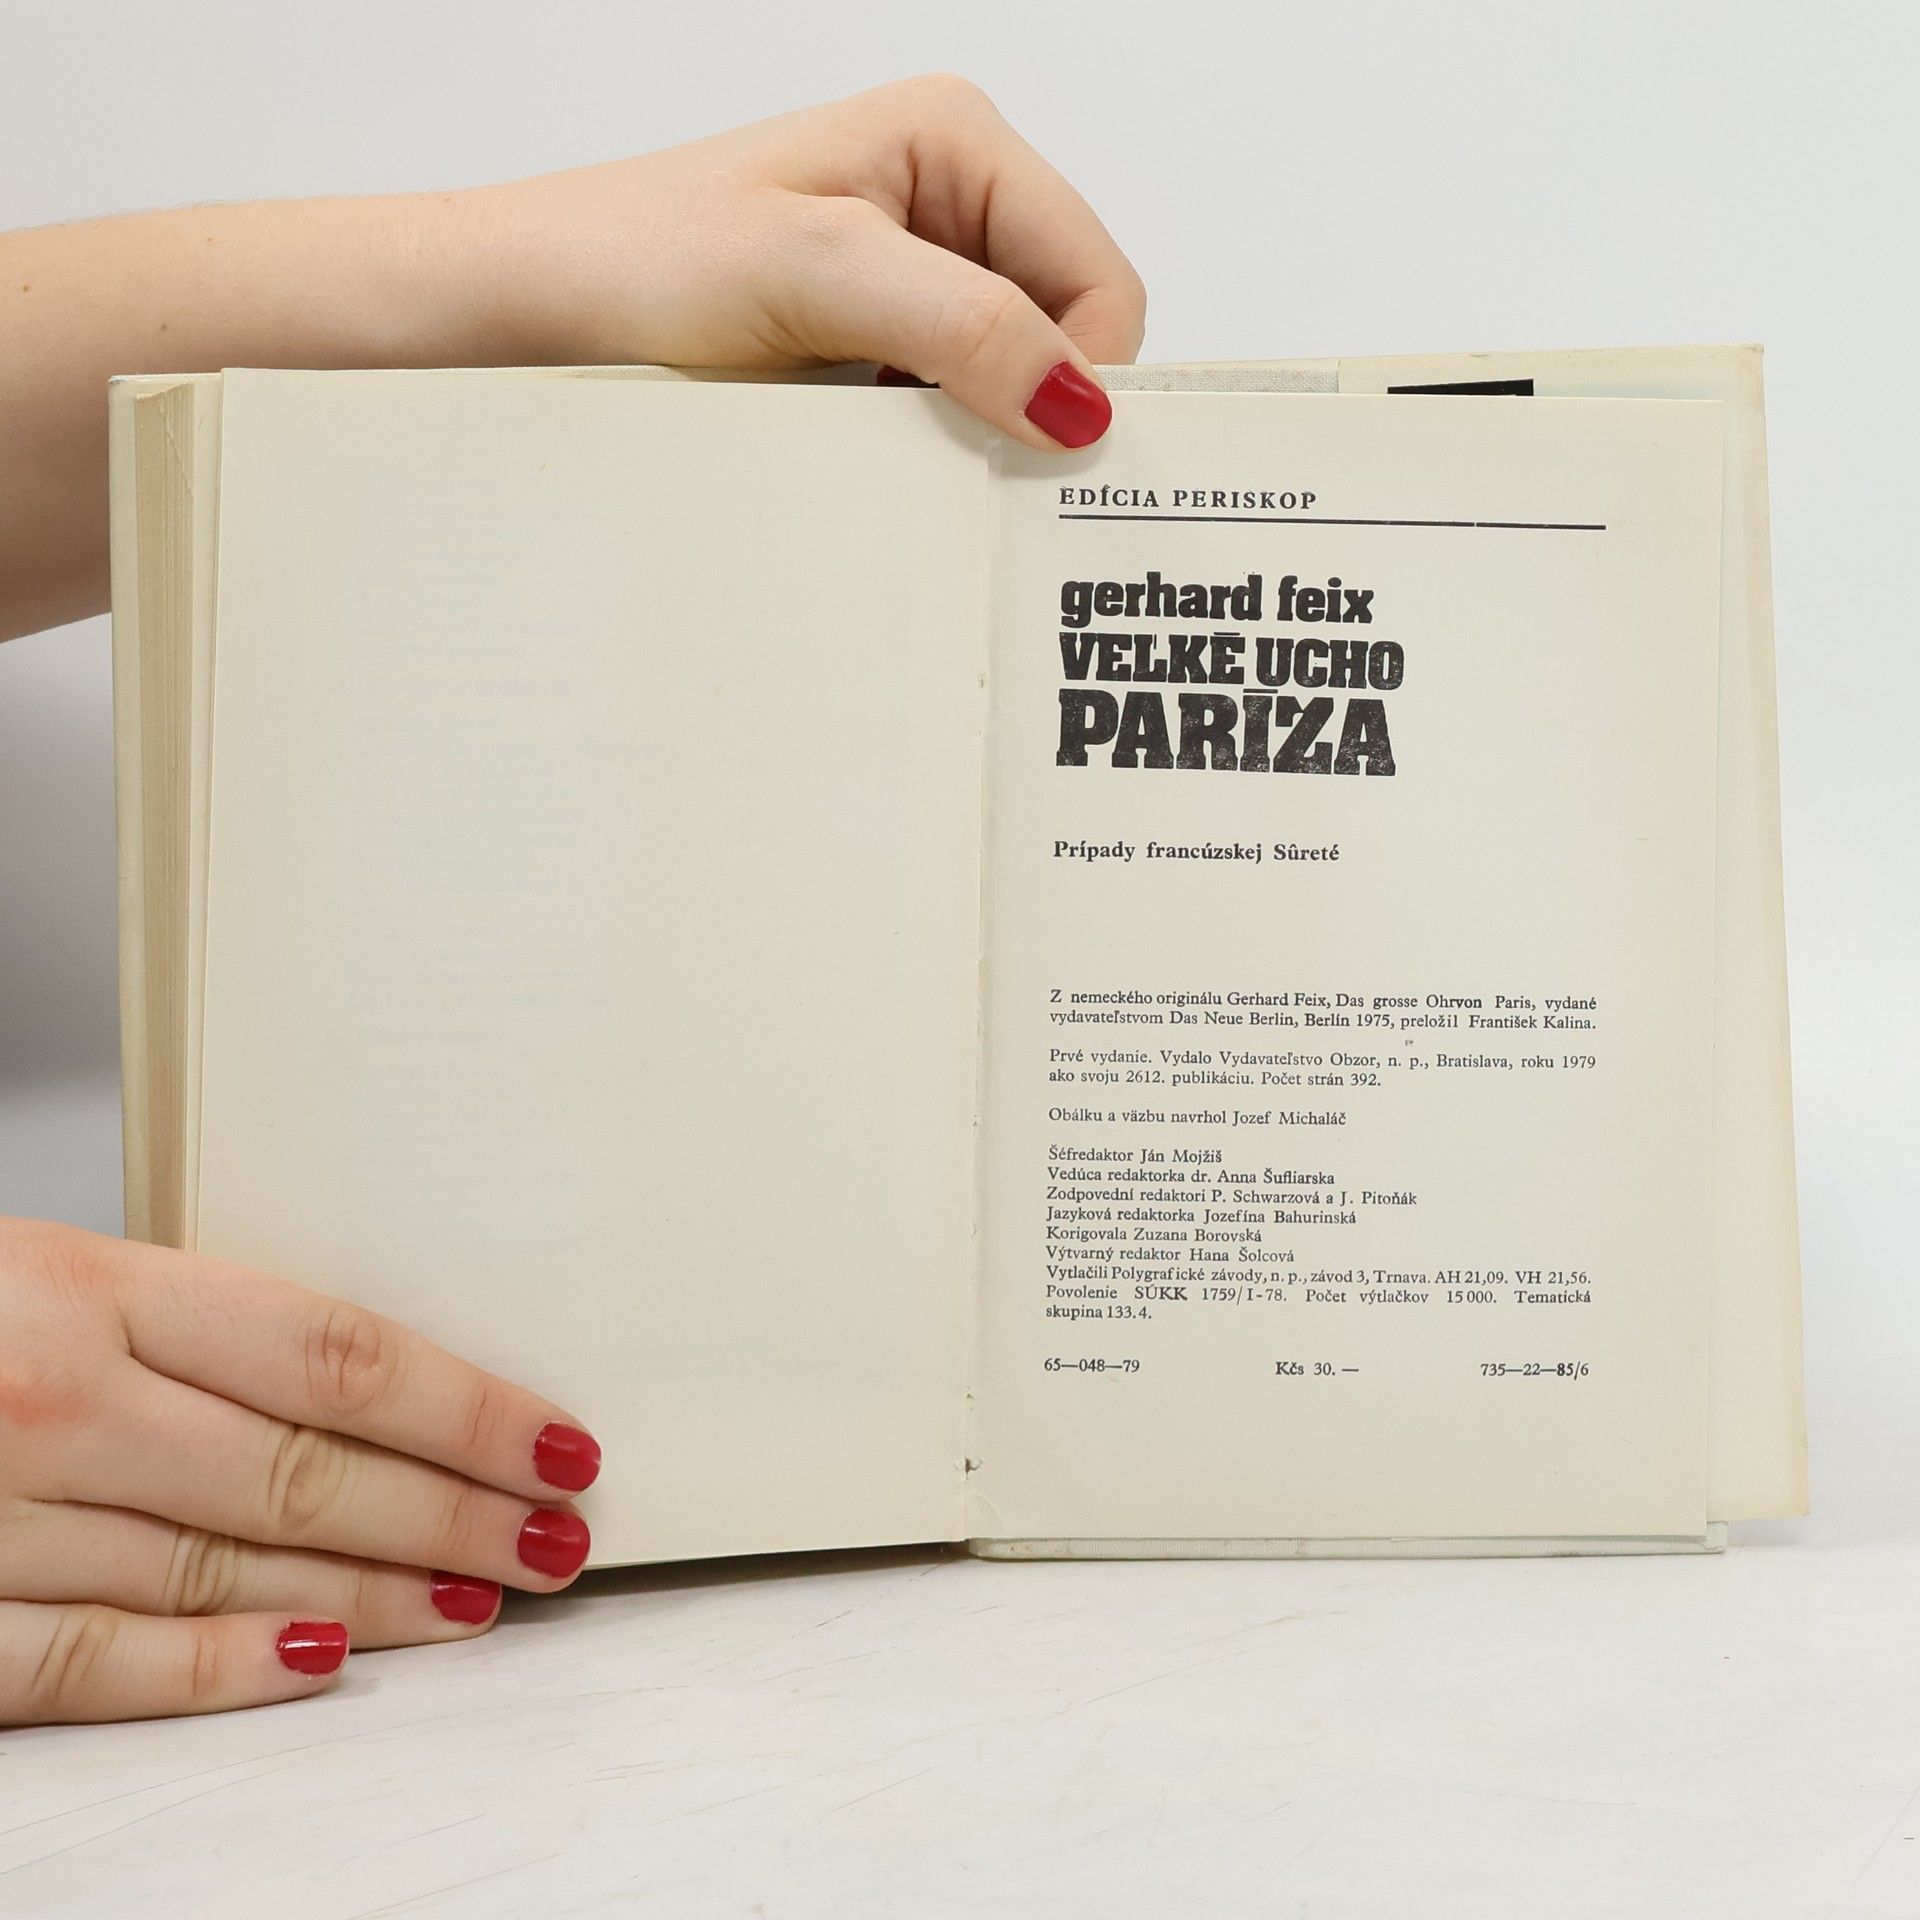 EDÍCIA PERISKOP
gerhard feix
VEĽKÉ UCHO
PARÍŽA
Prípady francúzskej Sûreté
Z nemeckého originálu Gerhard Feix, Das grosse Ohrvon Paris, vydané
vydavateľstvom Das Neue Berlin, Berlín 1975, preložil František Kalina.
Prvé vydanie. Vydalo Vydavateľstvo Obzor, n. p., Bratislava, roku 1979
ako svoju 2612. publikáciu. Počet strán 392.
Obálku a väzbu navrhol Jozef Michaláč
Šéfredaktor Ján Mojžiš
Vedúca redaktorka dr. Anna Šufliarska
Zodpovední redaktori P. Schwarzová a J. Pitoňák
Jazyková redaktorka Jozefína Bahurinská
Korigovala Zuzana Borovská
Výtvarný redaktor Hana Šolcová
Vytlačili Polygrafické závody, n. p., závod 3, Trnava. AH 21,09. VH 21,56.
Povolenie SÚKK 1759/I-78. Počet výtlačkov 15 000. Tematická
skupina 133.4.
65—048—79 Kčs 30. — 735—22—85/6